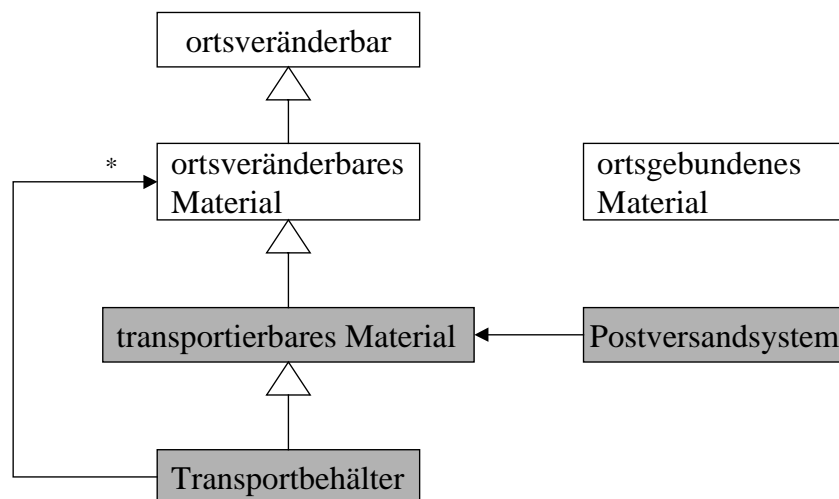 ortsveränderbar
*
ortsveränderbares
Material
ortsgebundenes
Material
transportierbares Material
Postversandsystem
Transportbehälter